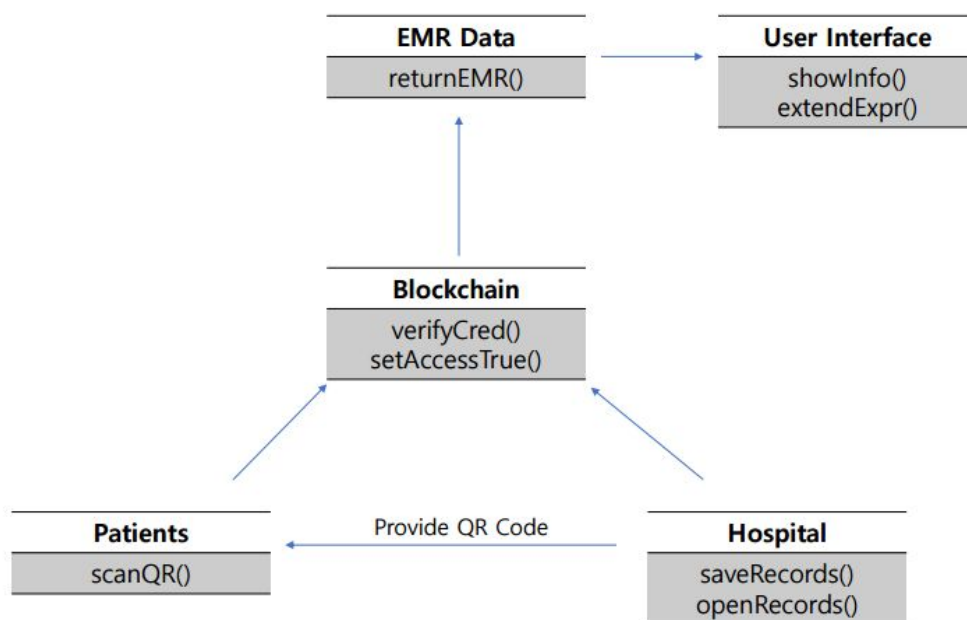 EMR Data
returnEMR()
User Interface
showInfo()
extendExpr()
Blockchain
verifyCred()
setAccessTrue()
Patients
scanQR()
Provide QR Code
Hospital
saveRecords()
openRecords()